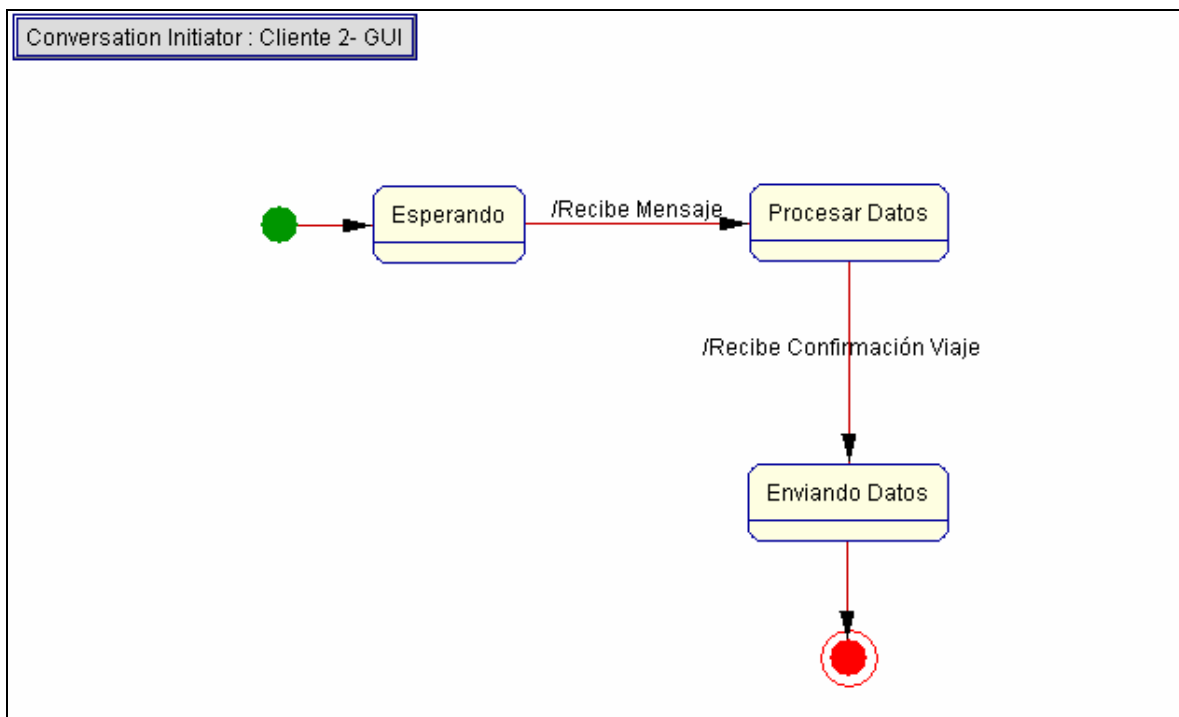 Conversation Initiator : Cliente 2- GUI
Esperando
/Recibe Mensaje
Procesar Datos
/Recibe Confirmación Viaje
Enviando Datos